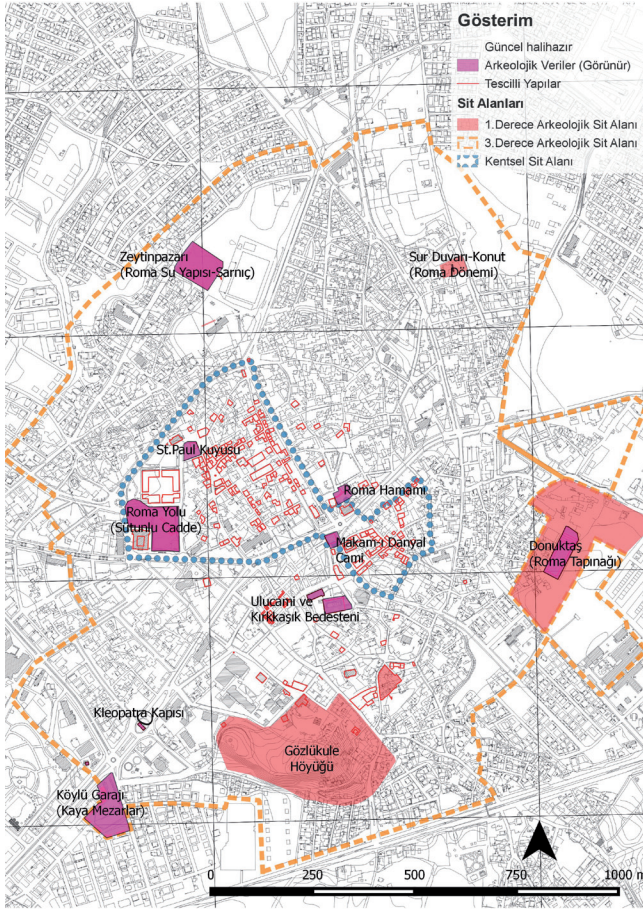 Gösterim
Güncel halihazır
Arkeolojik Veriler (Görünür)
Tescilli Yapılar
Sit Alanları
1.Derece Arkeolojik Sit Alanı
3.Derece Arkeolojik Sit Alanı
Kentsel Sit Alanı
Zeytinpazarı
(Roma Su Yapısı-Sarnıç)
Sur Duvarı-Konut
(Roma Dönemi)
St.Paul Kuyusu
Roma Hamamı
Roma Yolu
(Sütunlu Cadde)
Makam-ı Danyal
Cami
Donuktaş
(Roma Tapınağı)
Ulucami ve
Kırkkaşık Bedesteni
Kleopatra Kapısı
Gözlükule
Höyüğü
Köylü Garajı
(Kaya Mezarlar)
0 250 500 750 1000 m